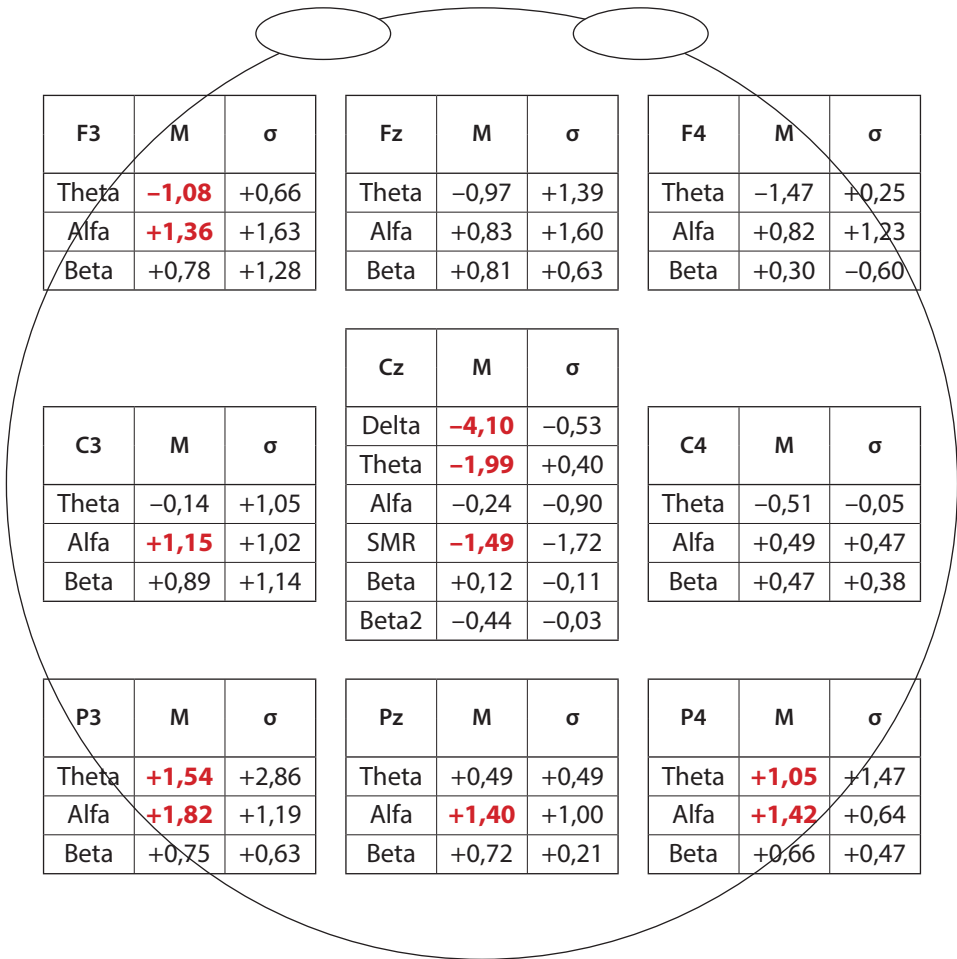 F3 M σ
Theta –1,08 +0,66
Alfa +1,36 +1,63
Beta +0,78 +1,28
Fz M σ
Theta –0,97 +1,39
Alfa +0,83 +1,60
Beta +0,81 +0,63
F4 M σ
Theta –1,47 +0,25
Alfa +0,82 +1,23
Beta +0,30 –0,60
C3 M σ
Theta –0,14 +1,05
Alfa +1,15 +1,02
Beta +0,89 +1,14
Cz M σ
Delta –4,10 –0,53
Theta –1,99 +0,40
Alfa –0,24 –0,90
SMR –1,49 –1,72
Beta +0,12 –0,11
Beta2 –0,44 –0,03
C4 M σ
Theta –0,51 –0,05
Alfa +0,49 +0,47
Beta +0,47 +0,38
P3 M σ
Theta +1,54 +2,86
Alfa +1,82 +1,19
Beta +0,75 +0,63
Pz M σ
Theta +0,49 +0,49
Alfa +1,40 +1,00
Beta +0,72 +0,21
P4 M σ
Theta +1,05 +1,47
Alfa +1,42 +0,64
Beta +0,66 +0,47